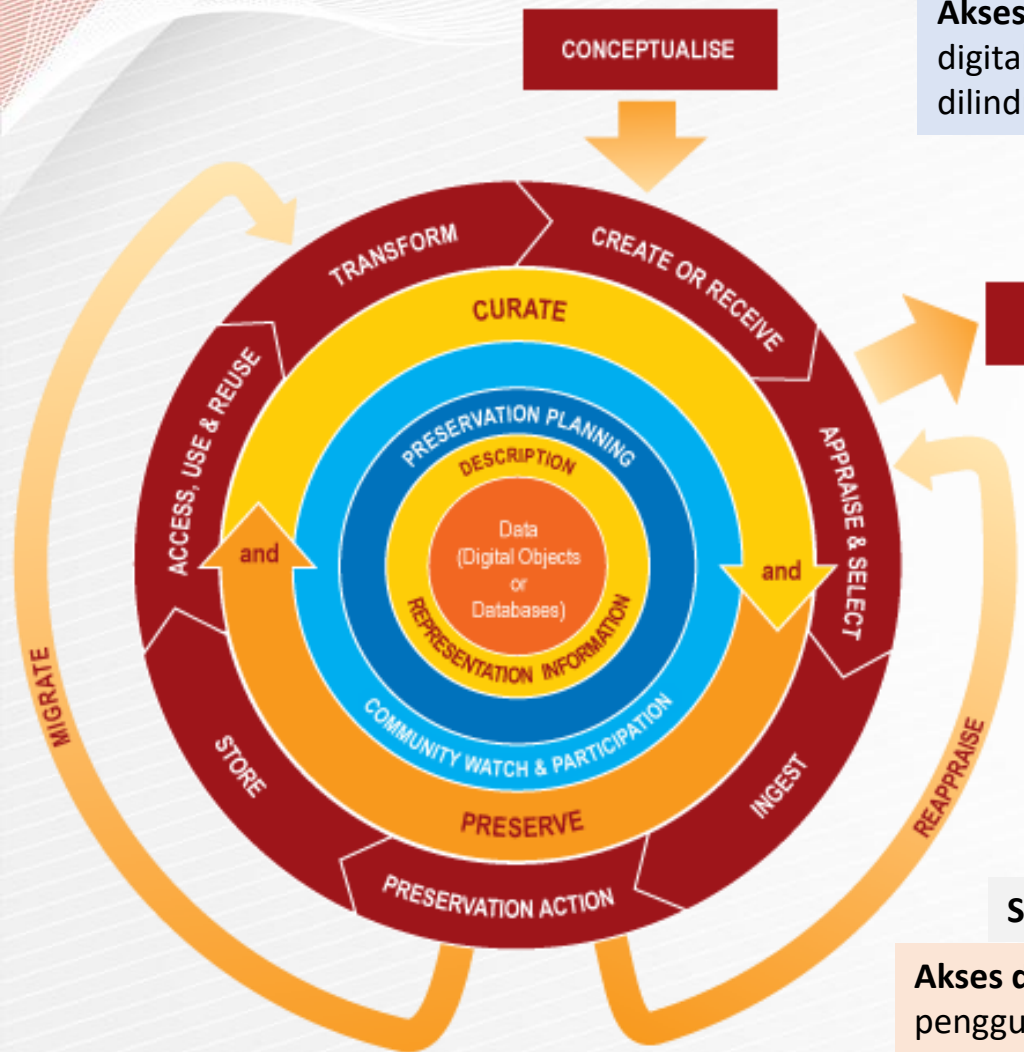 CONCEPTUALISE
Akses
dilind
TRANSFORM
CREATE OR RECEIVE
CURATE
ACCESS, USE & REUSE
APPRAISE & SELECT
PRESERVATION PLANNING
DESCRIPTION
Data
(Digital Objects
or
Databases)
and
and
REPRESENTATION INFORMATION
COMMUNITY WATCH & PARTICIPATION
MIGRATE
STORE
INGEST
REAPPRAISE
PRESERVE
PRESERVATION ACTION
S
Akses d
penggu